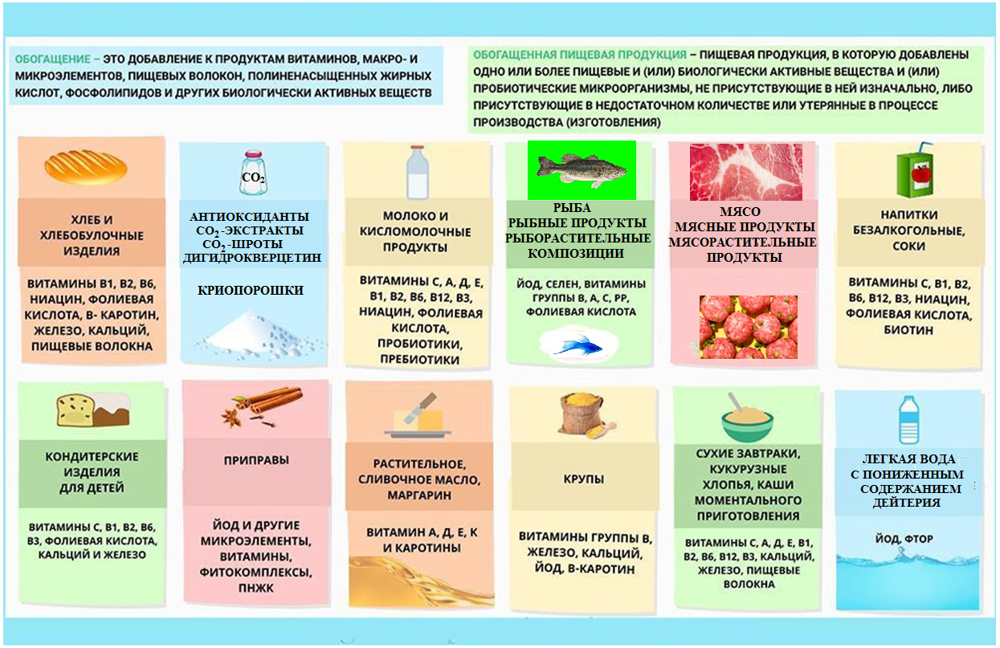 ОБОГАЩЕНИЕ – ЭТО ДОБАВЛЕНИЕ К ПРОДУКТАМ ВИТАМИНОВ, МАКРО- И
МИКРОЭЛЕМЕНТОВ, ПИЩЕВЫХ ВОЛОКОН, ПОЛИНЕНАСЫЩЕННЫХ ЖИРНЫХ
КИСЛОТ, ФОСФОЛИПИДОВ И ДРУГИХ БИОЛОГИЧЕСКИ АКТИВНЫХ ВЕЩЕСТВ
ОБОГАЩЕННАЯ ПИЩЕВАЯ ПРОДУКЦИЯ – ПИЩЕВАЯ ПРОДУКЦИЯ, В КОТОРУЮ ДОБАВЛЕНЫ
ОДНО ИЛИ БОЛЕЕ ПИЩЕВЫЕ И (ИЛИ) БИОЛОГИЧЕСКИ АКТИВНЫЕ ВЕЩЕСТВА И (ИЛИ)
ПРОБИОТИЧЕСКИЕ МИКРООРГАНИЗМЫ, НЕ ПРИСУТСТВУЮЩИЕ В НЕЙ ИЗНАЧАЛЬНО, ЛИБО
ПРИСУТСТВУЮЩИЕ В НЕДОСТАТОЧНОМ КОЛИЧЕСТВЕ ИЛИ УТЕРЯННЫЕ В ПРОЦЕССЕ
ПРОИЗВОДСТВА (ИЗГОТОВЛЕНИЯ)
ХЛЕБ И
ХЛЕБОБУЛОЧНЫЕ
ИЗДЕЛИЯ
ВИТАМИНЫ В1, В2, В6,
НИАЦИН, ФОЛИЕВАЯ
КИСЛОТА, В- КАРОТИН,
ЖЕЛЕЗО, КАЛЬЦИЙ,
ПИЩЕВЫЕ ВОЛОКНА
СО₂
АНТИОКСИДАНТЫ
СО₂-ЭКСТРАКТЫ
СО₂-ШРОТЫ
ДИГИДРОКВЕРЦЕТИН
КРИОПОРОШКИ
МОЛОКО И
КИСЛОМОЛОЧНЫЕ
ПРОДУКТЫ
ВИТАМИНЫ С, А, Д, Е,
В1, В2, В6, В12, В3,
НИАЦИН, ФОЛИЕВАЯ
КИСЛОТА,
ПРОБИОТИКИ,
ПРЕБИОТИКИ
РЫБА
РЫБНЫЕ ПРОДУКТЫ
РЫБОРАСТИТЕЛЬНЫЕ
КОМПОЗИЦИИ
ЙОД, СЕЛЕН, ВИТАМИНЫ
ГРУППЫ В, А, С, РР,
ФОЛИЕВАЯ КИСЛОТА
МЯСО
МЯСНЫЕ ПРОДУКТЫ
МЯСОРАСТИТЕЛЬНЫЕ
ПРОДУКТЫ
НАПИТКИ
БЕЗАЛКОГОЛЬНЫЕ,
СОКИ
ВИТАМИНЫ С, В1, В2,
В6, В12, В3, НИАЦИН,
ФОЛИЕВАЯ КИСЛОТА,
БИОТИН
КОНДИТЕРСКИЕ
ИЗДЕЛИЯ
ДЛЯ ДЕТЕЙ
ВИТАМИНЫ С, В1, В2, В6,
В3, ФОЛИЕВАЯ КИСЛОТА,
КАЛЬЦИЙ И ЖЕЛЕЗО
ПРИПРАВЫ
ЙОД И ДРУГИЕ
МИКРОЭЛЕМЕНТЫ,
ВИТАМИНЫ,
ФИТОКОМПЛЕКСЫ,
ПНЖК
РАСТИТЕЛЬНОЕ,
СЛИВОЧНОЕ МАСЛО,
МАРГАРИН
ВИТАМИН А, Д, Е, К
И КАРОТИНЫ
КРУПЫ
ВИТАМИНЫ ГРУППЫ В,
ЖЕЛЕЗО, КАЛЬЦИЙ,
ЙОД, В-КАРОТИН
СУХИЕ ЗАВТРАКИ,
КУКУРУЗНЫЕ
ХЛОПЬЯ, КАШИ
МОМЕНТАЛЬНОГО
ПРИГОТОВЛЕНИЯ
ВИТАМИНЫ С, А, Д, Е, В1,
В2, В6, В12, В3, КАЛЬЦИЙ,
ЖЕЛЕЗО, ПИЩЕВЫЕ
ВОЛОКНА
ЛЕГКАЯ ВОДА
С ПОНИЖЕННЫМ
СОДЕРЖАНИЕМ
ДЕЙТЕРИЯ
ЙОД, ФТОР